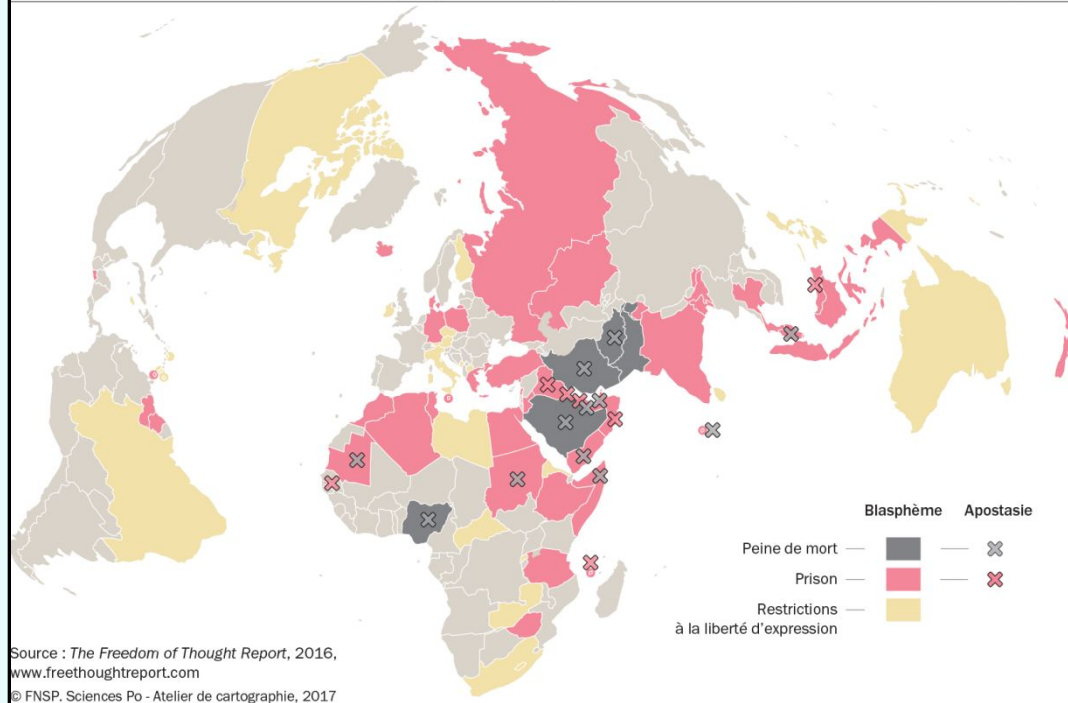 Blasphème Apostasie
Peine de mort
Prison
Restrictions
à la liberté d'expression
Source : The Freedom of Thought Report, 2016,
www.freethoughtreport.com
© FNSP. Sciences Po - Atelier de cartographie, 2017